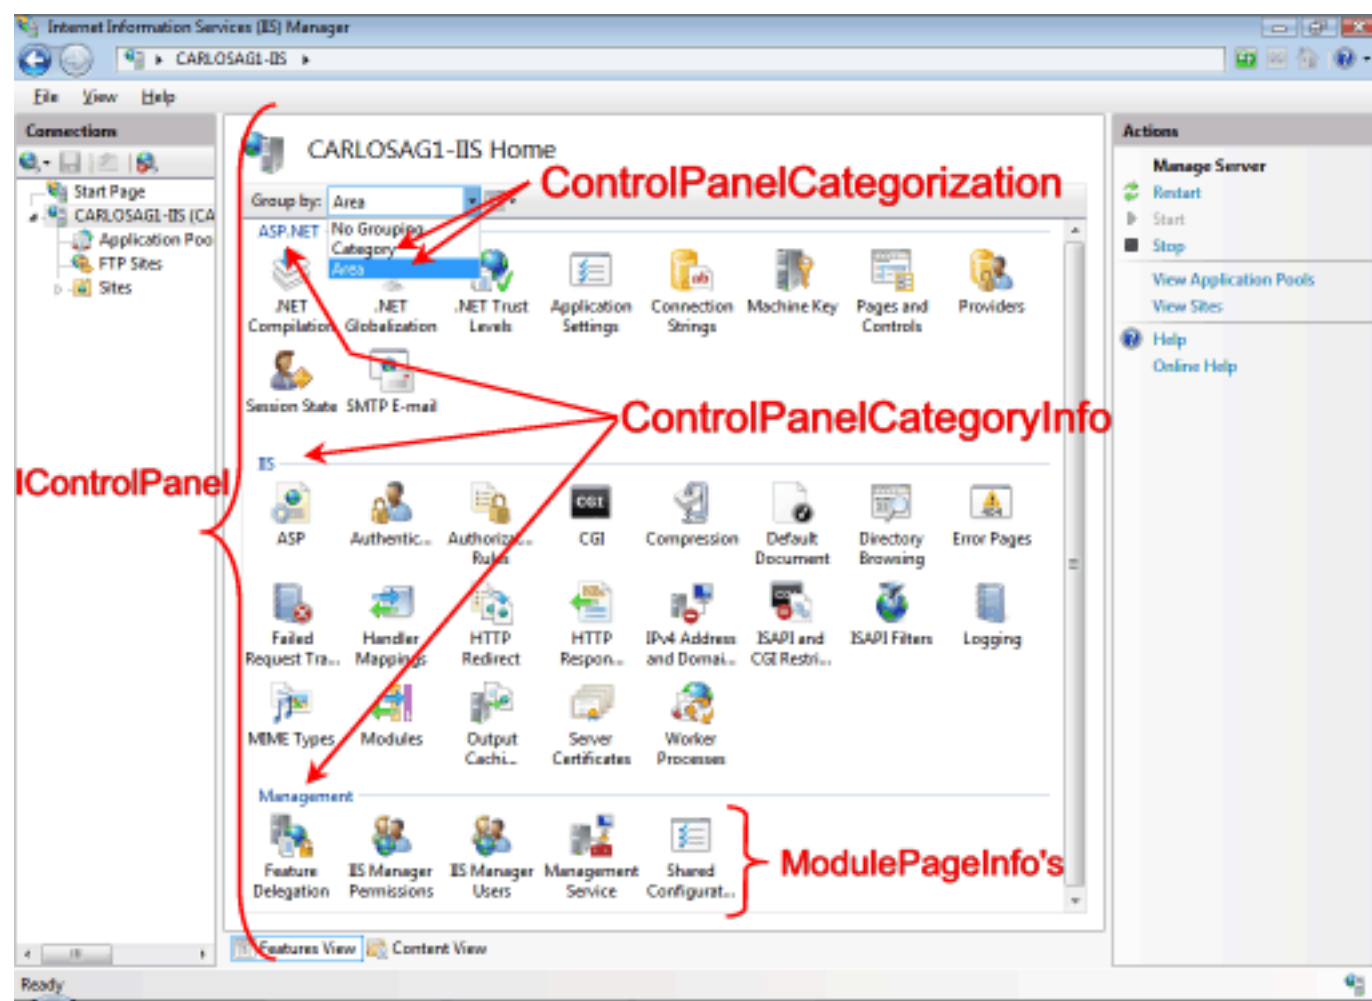 Internet Information Services (IIS) Manager
CARLOSAG1-IIS
File View Help
Connections
Start Page
CARLOSAG1-IIS (CA
Application Poo
FTP Sites
Sites
IControlPanel
CARLOSAG1-IIS Home
ControlPanelCategorization
Group by: Area
No Grouping
Category
Area
ASP.NET
.NET Compilation
.NET Globalization
.NET Trust Levels
Application Settings
Connection Strings
Machine Key
Pages and Controls
Providers
Session State
SMTP E-mail
ControlPanelCategoryInfo
IIS
ASP
Authentic...
Authorizat... Rules
CGI
Compression
Default Document
Directory Browsing
Error Pages
Failed Request Tra...
Handler Mappings
HTTP Redirect
HTTP Respon...
IPv4 Address and Domai...
ISAPI and CGI Restri...
ISAPI Filters
Logging
MIME Types
Modules
Output Cachi...
Server Certificates
Worker Processes
Management
Feature Delegation
IIS Manager Permissions
IIS Manager Users
Management Service
Shared Configurat...
ModulePageInfo's
Features View
Content View
Actions
Manage Server
Restart
Start
Stop
View Application Pools
View Sites
Help
Online Help
Ready